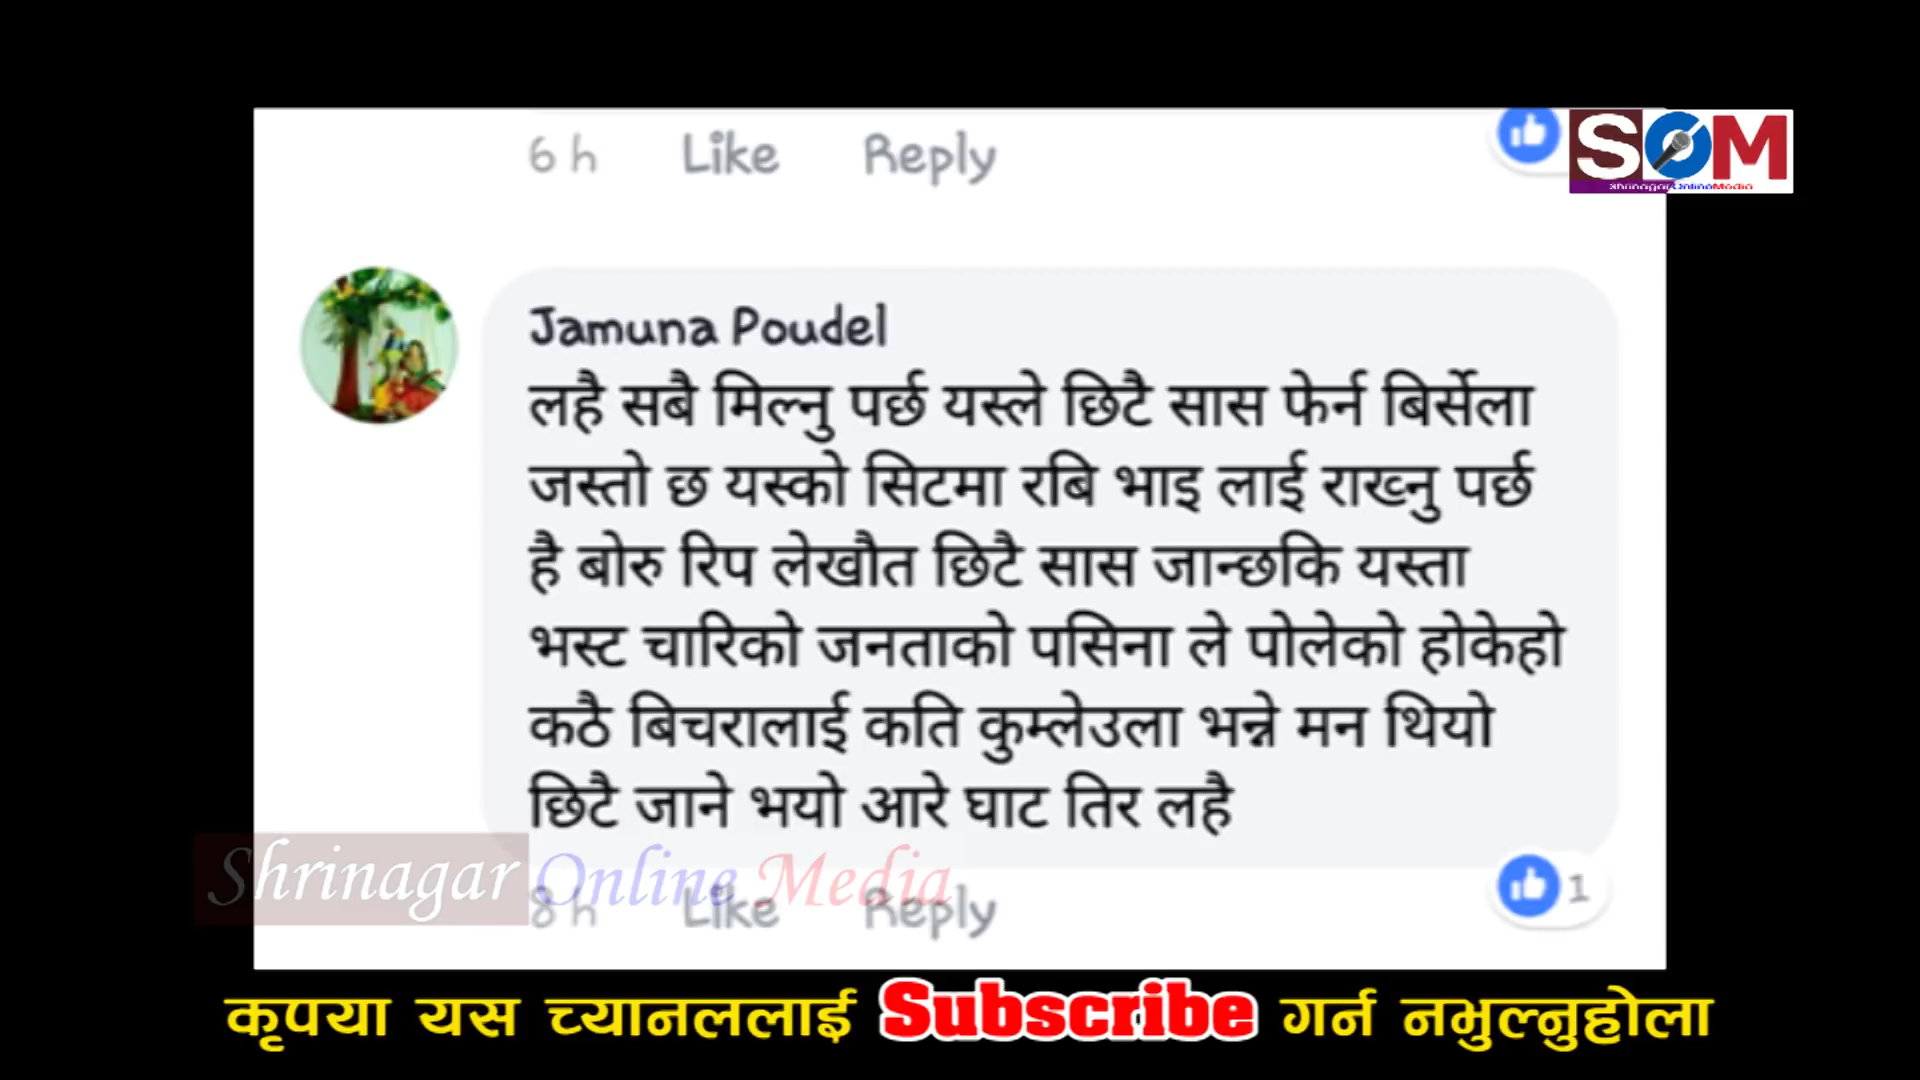 6 h Like Reply
SOM
ShrinagarOnlineMedia
Jamuna Poudel
लहै सबै मिल्नु पर्छ यस्ले छिटै सास फेर्न बिर्सेला
जस्तो छ यस्को सिटमा रबि भाइ लाई राख्नु पर्छ
है बोरु रिप लेखौत छिटै सास जान्छकि यस्ता
भस्ट चारिको जनताको पसिना ले पोलेको होकेहो
कठै बिचरालाई कति कुम्लेउला भन्ने मन थियो
छिटै जाने भयो आरे घाट तिर लहै
Shrinagar Online Media
8 h Like Reply 1
कृपया यस च्यानललाई Subscribe गर्न नभुल्नुहोला